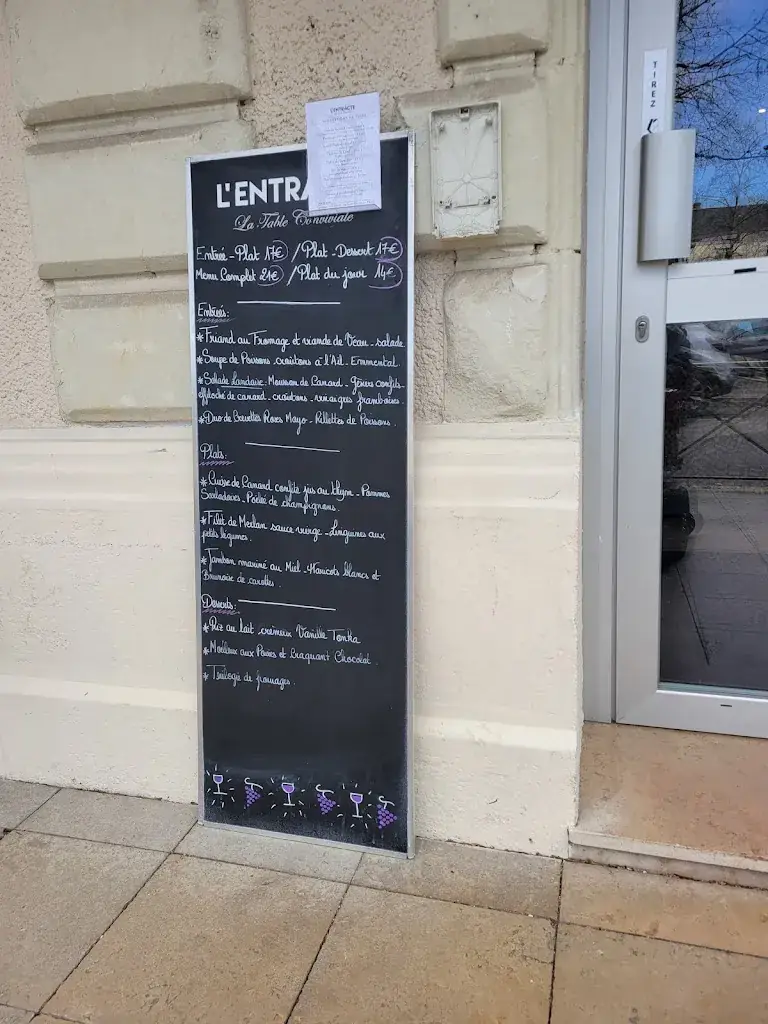 L'ENTRACTE
L'ENTRA
La Table Conviviale
Entrée - Plat 17€ / Plat - Dessert 17€
Menu Complet 21€ / Plat du jour 14€
Entrées:
* Friand au Fromage et viande de Veau - salade
* Soupe de Poissons croûtons à l'Ail - Emmental.
* Salade Landaise: Mousson de Canard - Gésiers confits -
effiloché de canard - croûtons - vinaigres framboises.
* Duo de Crevettes Roses Mayo - Rillettes de Poissons.
Plats:
* Cuisse de Canard confite jus au thym - Pommes
Sarladaises - Poêlée de champignons.
* Filet de Merlan sauce vierge - Linguines aux
petits légumes.
* Jambon mariné au Miel - Haricots blancs et
Brunoise de carottes.
Desserts:
* Riz au lait crémeux Vanille Tonka
* Moelleux aux Poires et Craquant Chocolat.
* Trilogie de fromages.
TIREZ